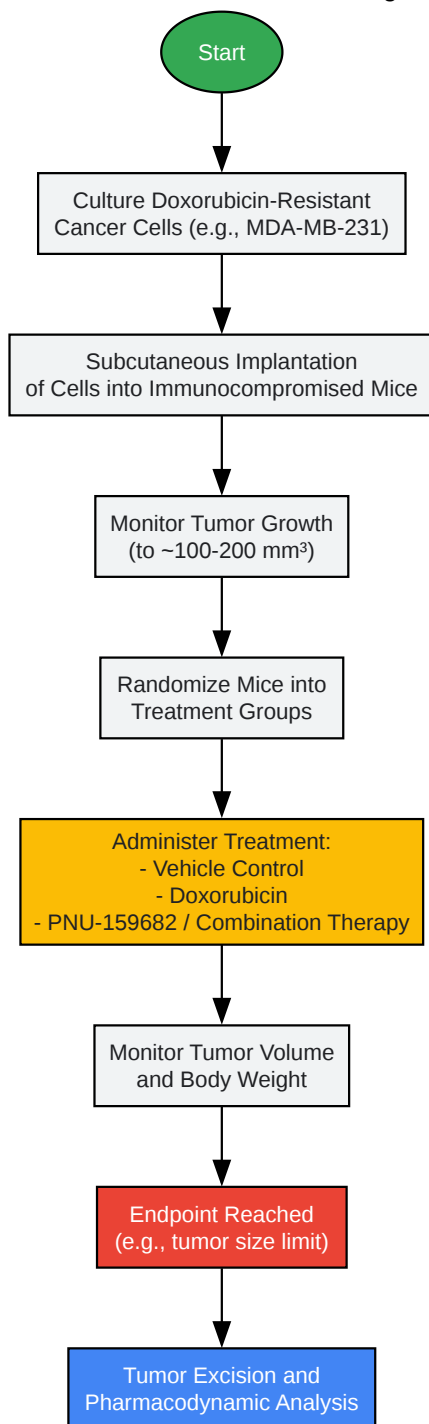 Start
Culture Doxorubicin-Resistant
Cancer Cells (e.g., MDA-MB-231)
Subcutaneous Implantation
of Cells into Immunocompromised Mice
Monitor Tumor Growth
(to ~100-200 mm³)
Randomize Mice into
Treatment Groups
Administer Treatment:
- Vehicle Control
- Doxorubicin
- PNU-159682 / Combination Therapy
Monitor Tumor Volume
and Body Weight
Endpoint Reached
(e.g., tumor size limit)
Tumor Excision and
Pharmacodynamic Analysis